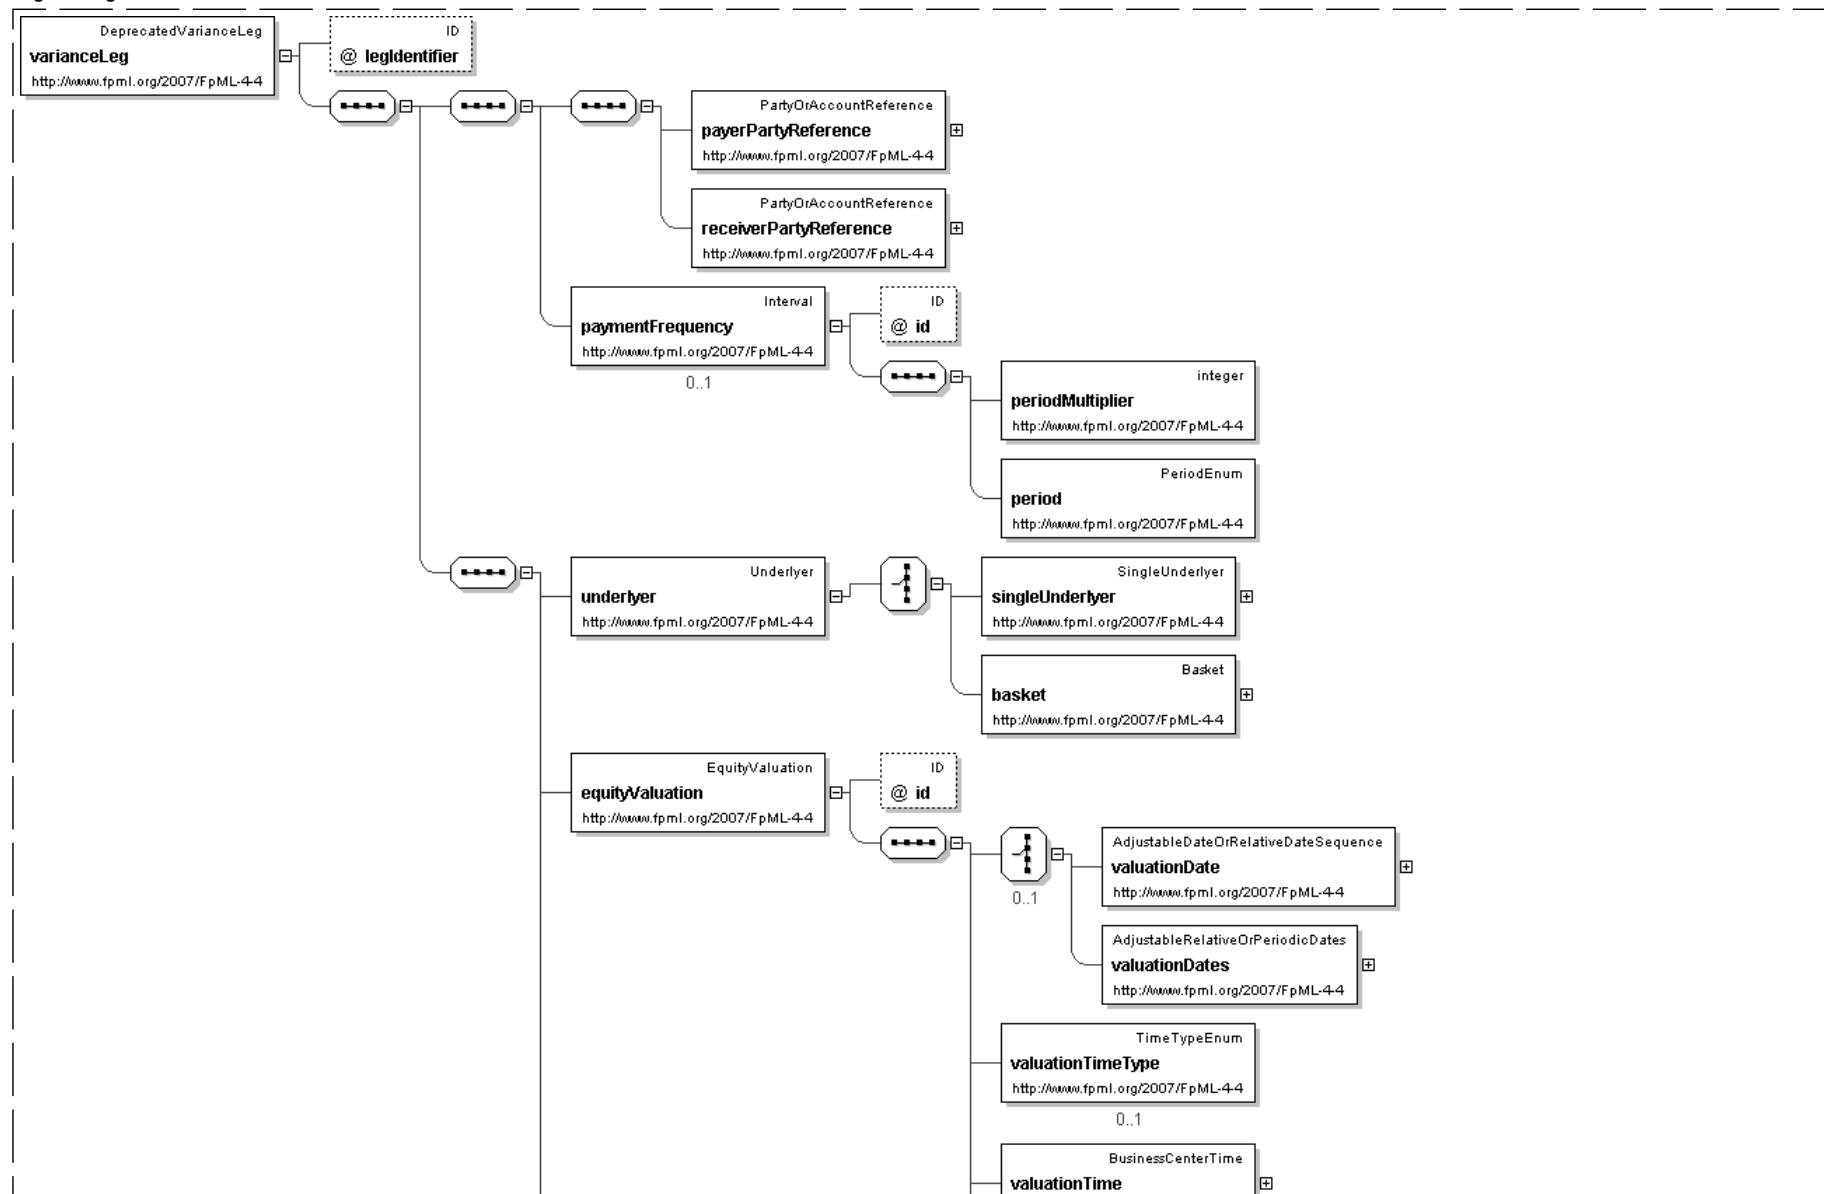 DeprecatedVarianceLeg
varianceLeg
http://www.fpml.org/2007/FpML-4-4
ID
@ legIdentifier
PartyOrAccountReference
payerPartyReference
http://www.fpml.org/2007/FpML-4-4
PartyOrAccountReference
receiverPartyReference
http://www.fpml.org/2007/FpML-4-4
Interval
paymentFrequency
http://www.fpml.org/2007/FpML-4-4
0..1
ID
@ id
integer
periodMultiplier
http://www.fpml.org/2007/FpML-4-4
PeriodEnum
period
http://www.fpml.org/2007/FpML-4-4
Underlyer
underlyer
http://www.fpml.org/2007/FpML-4-4
SingleUnderlyer
singleUnderlyer
http://www.fpml.org/2007/FpML-4-4
Basket
basket
http://www.fpml.org/2007/FpML-4-4
EquityValuation
equityValuation
http://www.fpml.org/2007/FpML-4-4
ID
@ id
0..1
AdjustableDateOrRelativeDateSequence
valuationDate
http://www.fpml.org/2007/FpML-4-4
AdjustableRelativeOrPeriodicDates
valuationDates
http://www.fpml.org/2007/FpML-4-4
TimeTypeEnum
valuationTimeType
http://www.fpml.org/2007/FpML-4-4
0..1
BusinessCenterTime
valuationTime